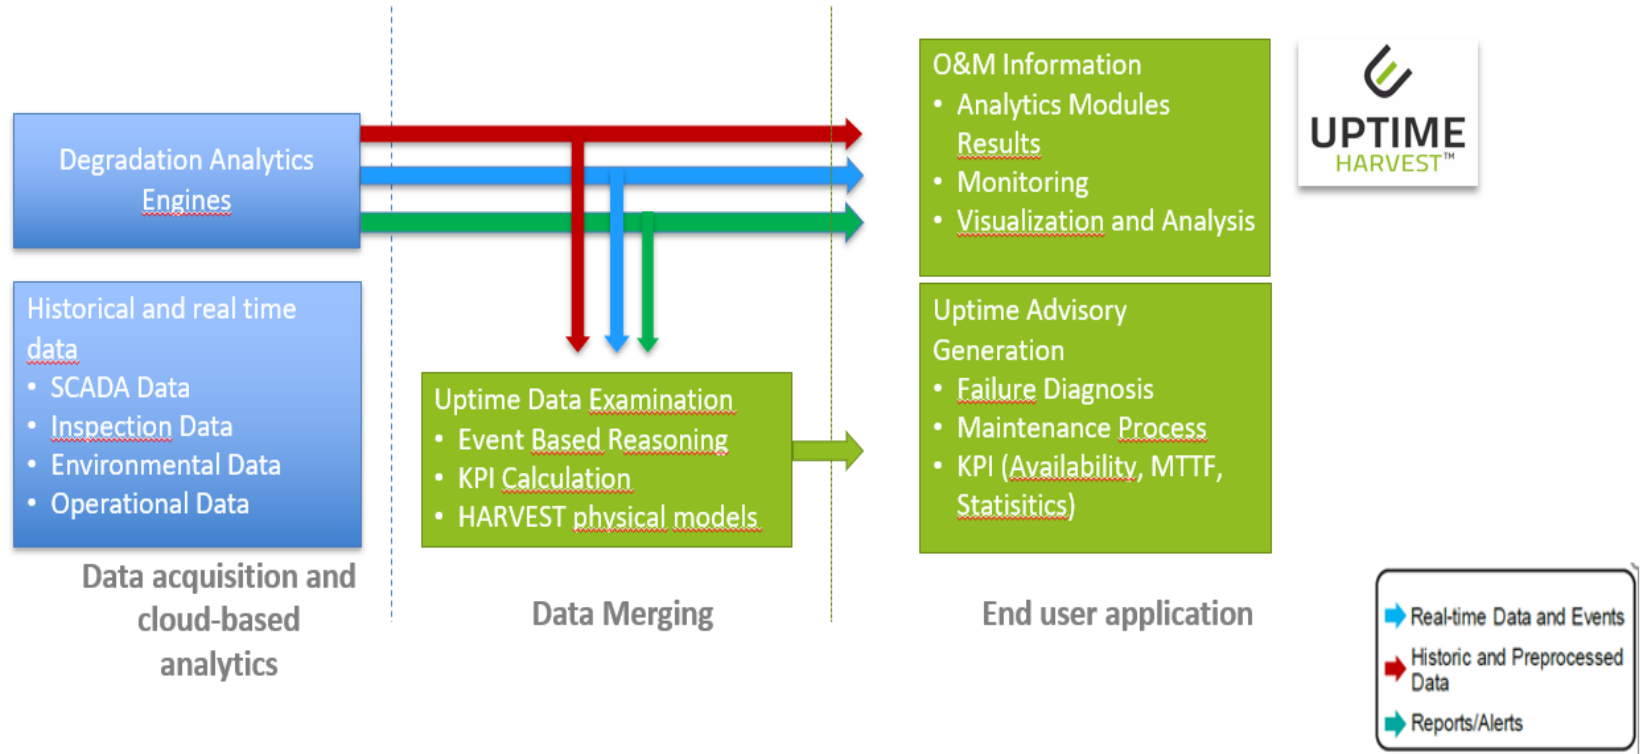 Degradation Analytics
Engines
Historical and real time
data
• SCADA Data
• Inspection Data
• Environmental Data
• Operational Data
Data acquisition and
cloud-based
analytics
Uptime Data Examination
• Event Based Reasoning
• KPI Calculation
• HARVEST physical models
Data Merging
O&M Information
• Analytics Modules
Results
• Monitoring
• Visualization and Analysis
Uptime Advisory
Generation
• Failure Diagnosis
• Maintenance Process
• KPI (Availability, MTTF,
Statisitics)
End user application
UPTIME
HARVEST™
Real-time Data and Events
Historic and Preprocessed
Data
Reports/Alerts